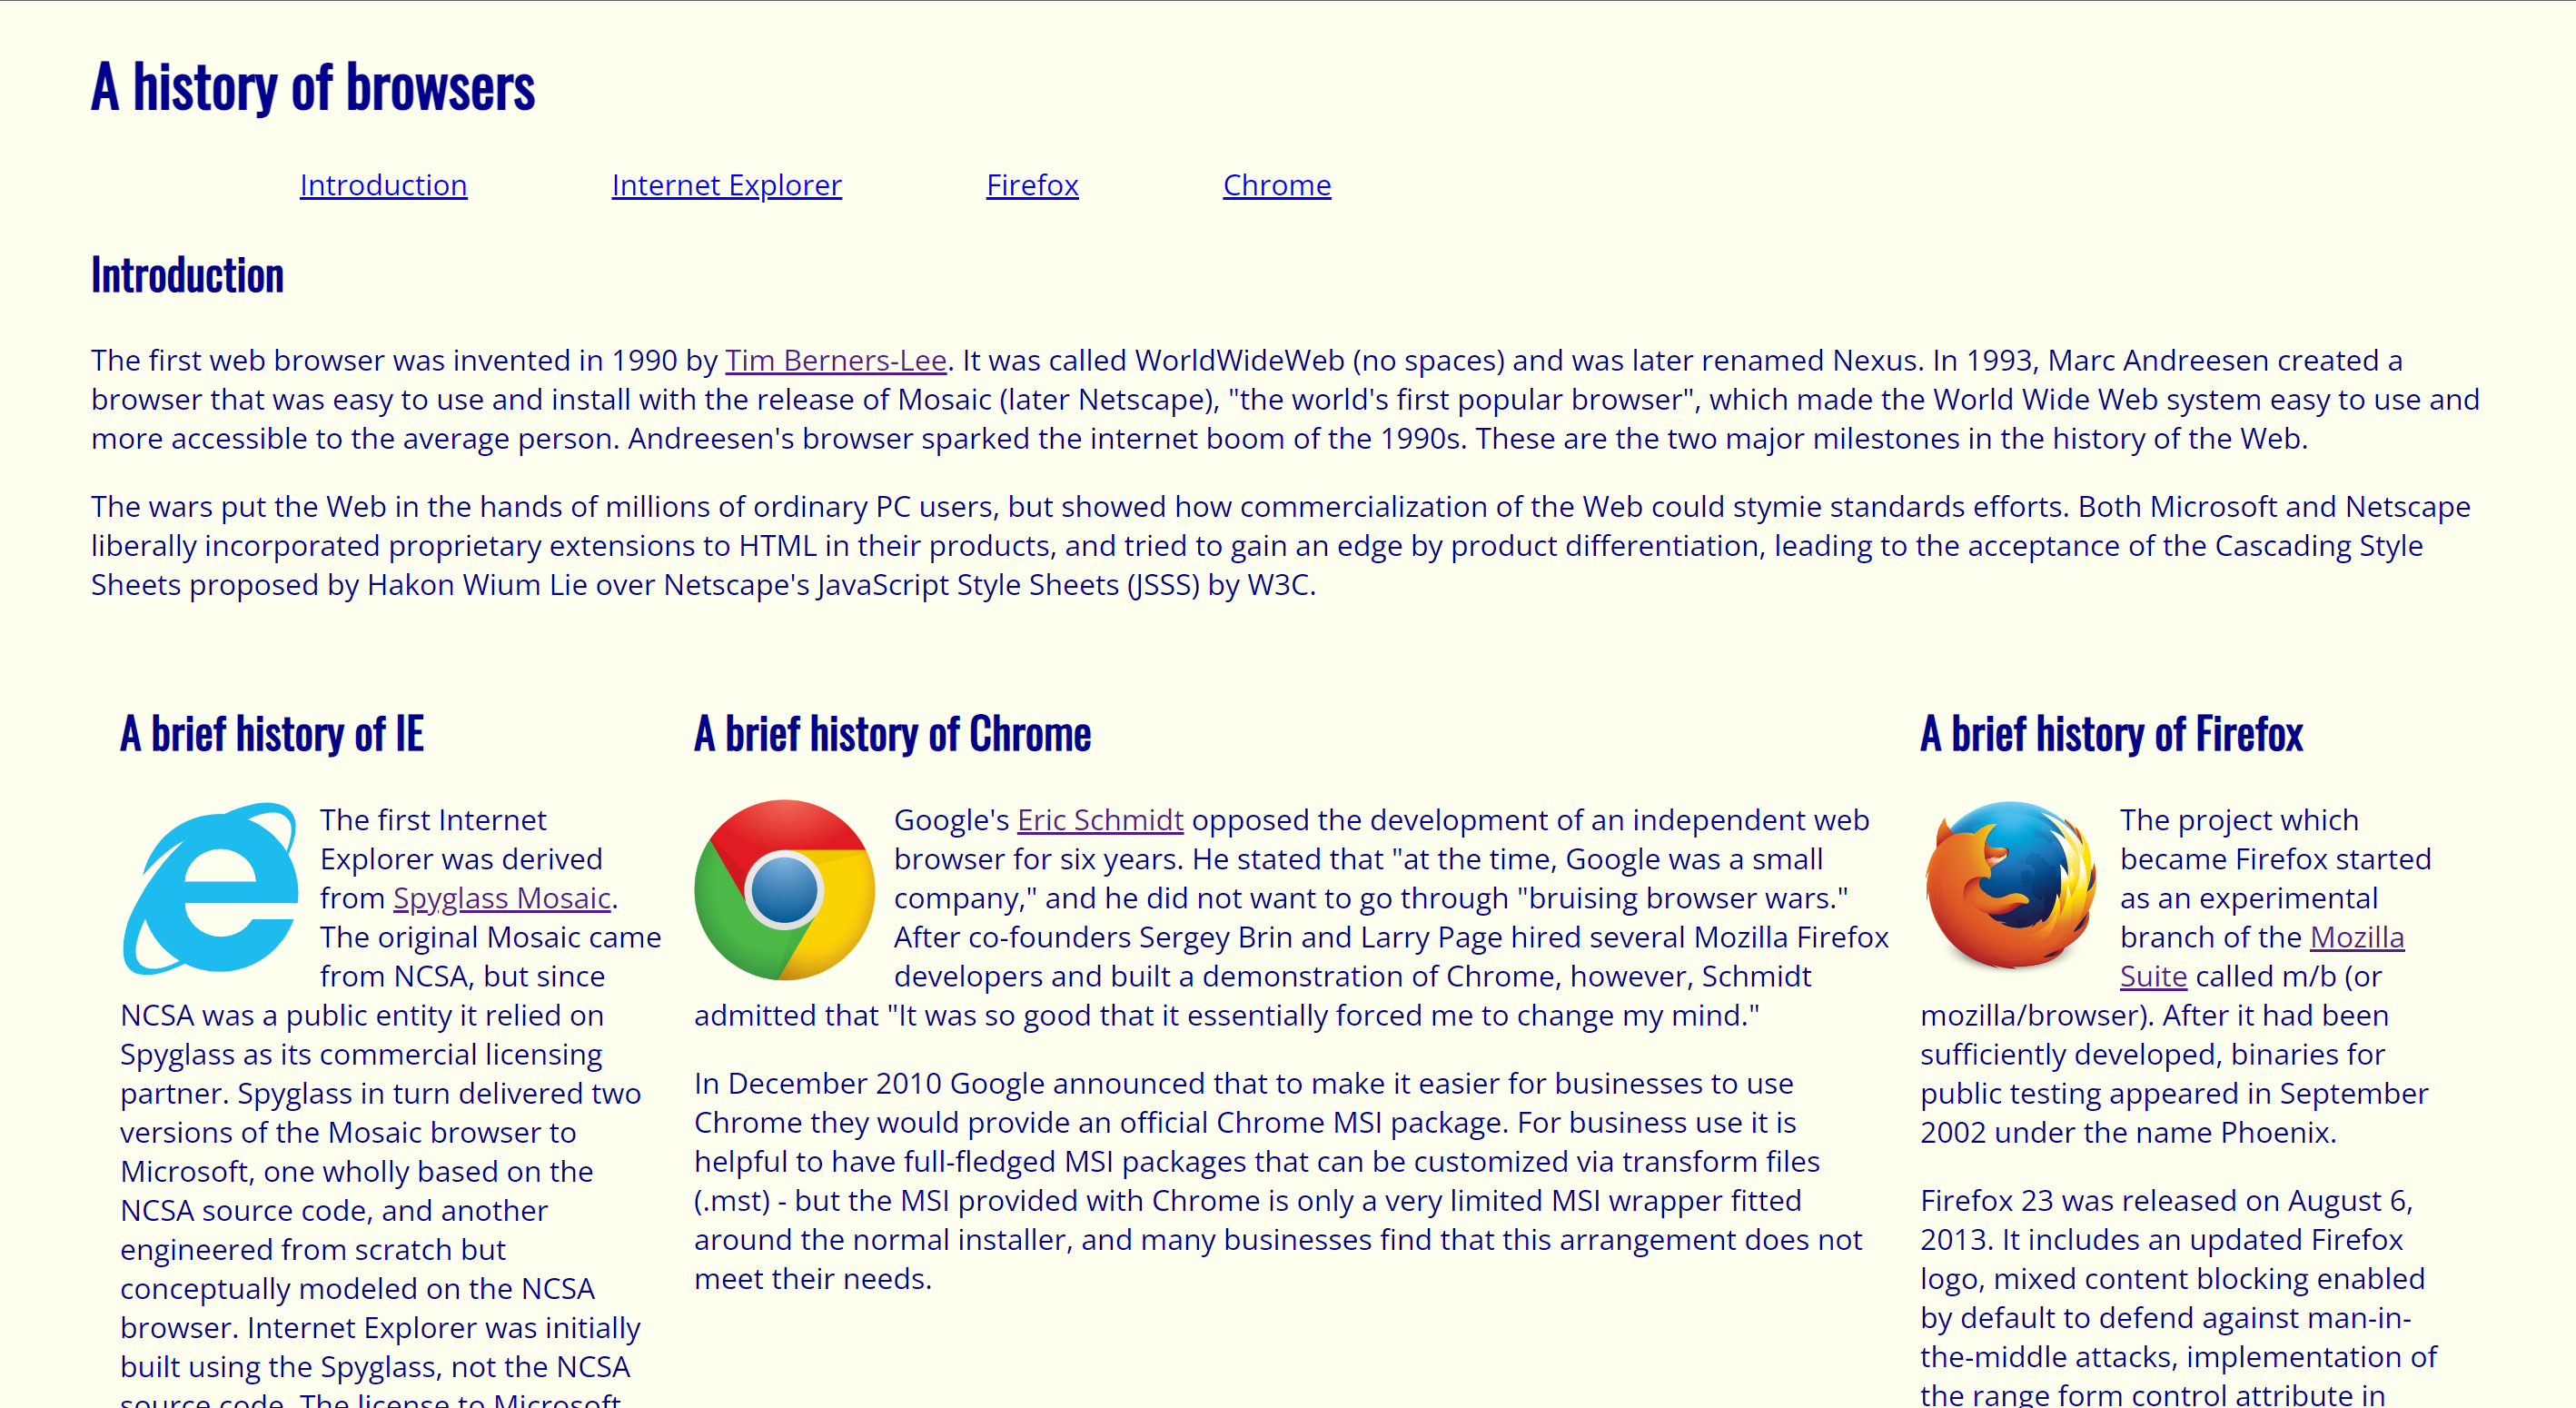 A history of browsers
Introduction
Internet Explorer
Firefox
Chrome
Introduction
The first web browser was invented in 1990 by Tim Berners-Lee. It was called WorldWideWeb (no spaces) and was later renamed Nexus. In 1993, Marc Andreesen created a
browser that was easy to use and install with the release of Mosaic (later Netscape), "the world's first popular browser", which made the World Wide Web system easy to use and
more accessible to the average person. Andreesen's browser sparked the internet boom of the 1990s. These are the two major milestones in the history of the Web.
The wars put the Web in the hands of millions of ordinary PC users, but showed how commercialization of the Web could stymie standards efforts. Both Microsoft and Netscape
liberally incorporated proprietary extensions to HTML in their products, and tried to gain an edge by product differentiation, leading to the acceptance of the Cascading Style
Sheets proposed by Hakon Wium Lie over Netscape's JavaScript Style Sheets (JSSS) by W3C.
A brief history of IE
The first Internet
Explorer was derived
from Spyglass Mosaic.
The original Mosaic came
from NCSA, but since
NCSA was a public entity it relied on
Spyglass as its commercial licensing
partner. Spyglass in turn delivered two
versions of the Mosaic browser to
Microsoft, one wholly based on the
NCSA source code, and another
engineered from scratch but
conceptually modeled on the NCSA
browser. Internet Explorer was initially
built using the Spyglass, not the NCSA
source code. The license to Microsoft
A brief history of Chrome
Google's Eric Schmidt opposed the development of an independent web
browser for six years. He stated that "at the time, Google was a small
company," and he did not want to go through "bruising browser wars."
After co-founders Sergey Brin and Larry Page hired several Mozilla Firefox
developers and built a demonstration of Chrome, however, Schmidt
admitted that "It was so good that it essentially forced me to change my mind."
In December 2010 Google announced that to make it easier for businesses to use
Chrome they would provide an official Chrome MSI package. For business use it is
helpful to have full-fledged MSI packages that can be customized via transform files
(.mst) - but the MSI provided with Chrome is only a very limited MSI wrapper fitted
around the normal installer, and many businesses find that this arrangement does not
meet their needs.
A brief history of Firefox
The project which
became Firefox started
as an experimental
branch of the Mozilla
Suite called m/b (or
mozilla/browser). After it had been
sufficiently developed, binaries for
public testing appeared in September
2002 under the name Phoenix.
Firefox 23 was released on August 6,
2013. It includes an updated Firefox
logo, mixed content blocking enabled
by default to defend against man-in-
the-middle attacks, implementation of
the range form control attribute in